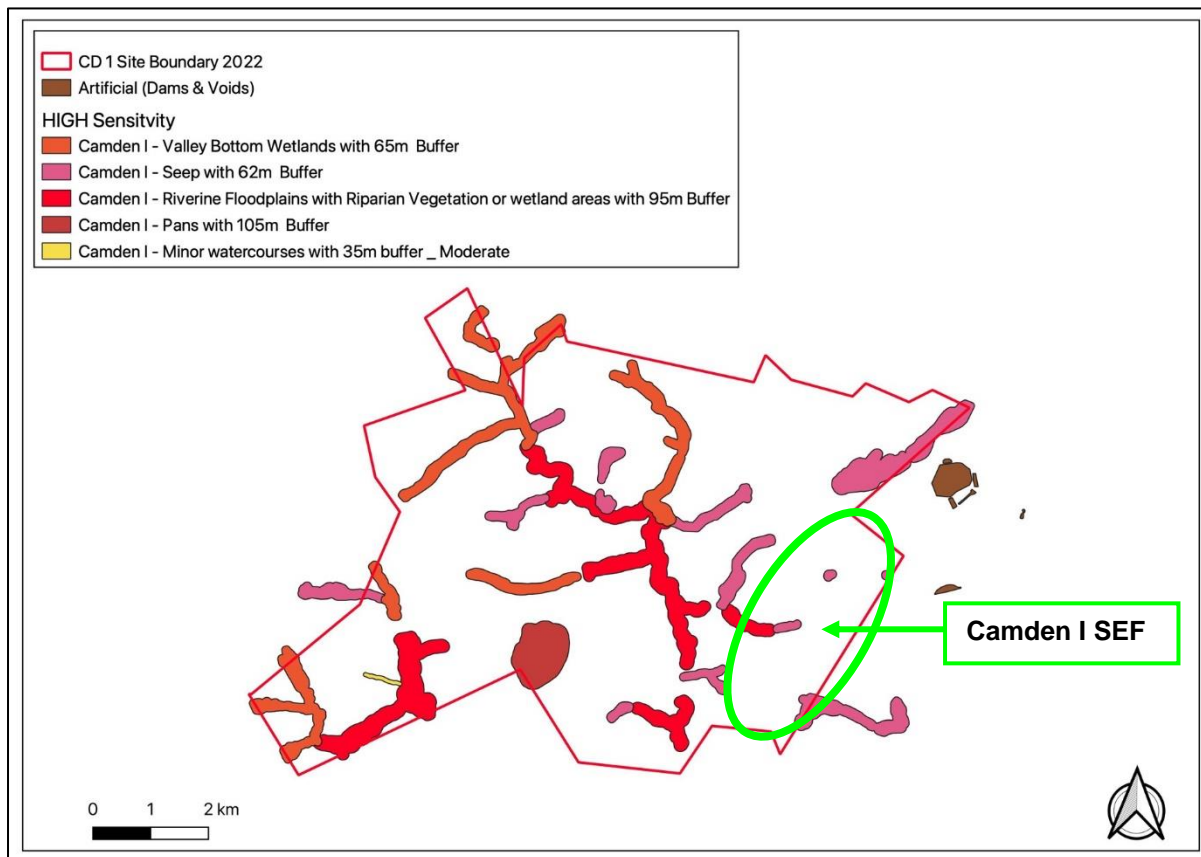 CD 1 Site Boundary 2022
Artificial (Dams & Voids)
HIGH Sensitvity
Camden I - Valley Bottom Wetlands with 65m Buffer
Camden I - Seep with 62m Buffer
Camden I - Riverine Floodplains with Riparian Vegetation or wetland areas with 95m Buffer
Camden I - Pans with 105m Buffer
Camden I - Minor watercourses with 35m buffer _ Moderate
Camden I SEF
0 1 2 km